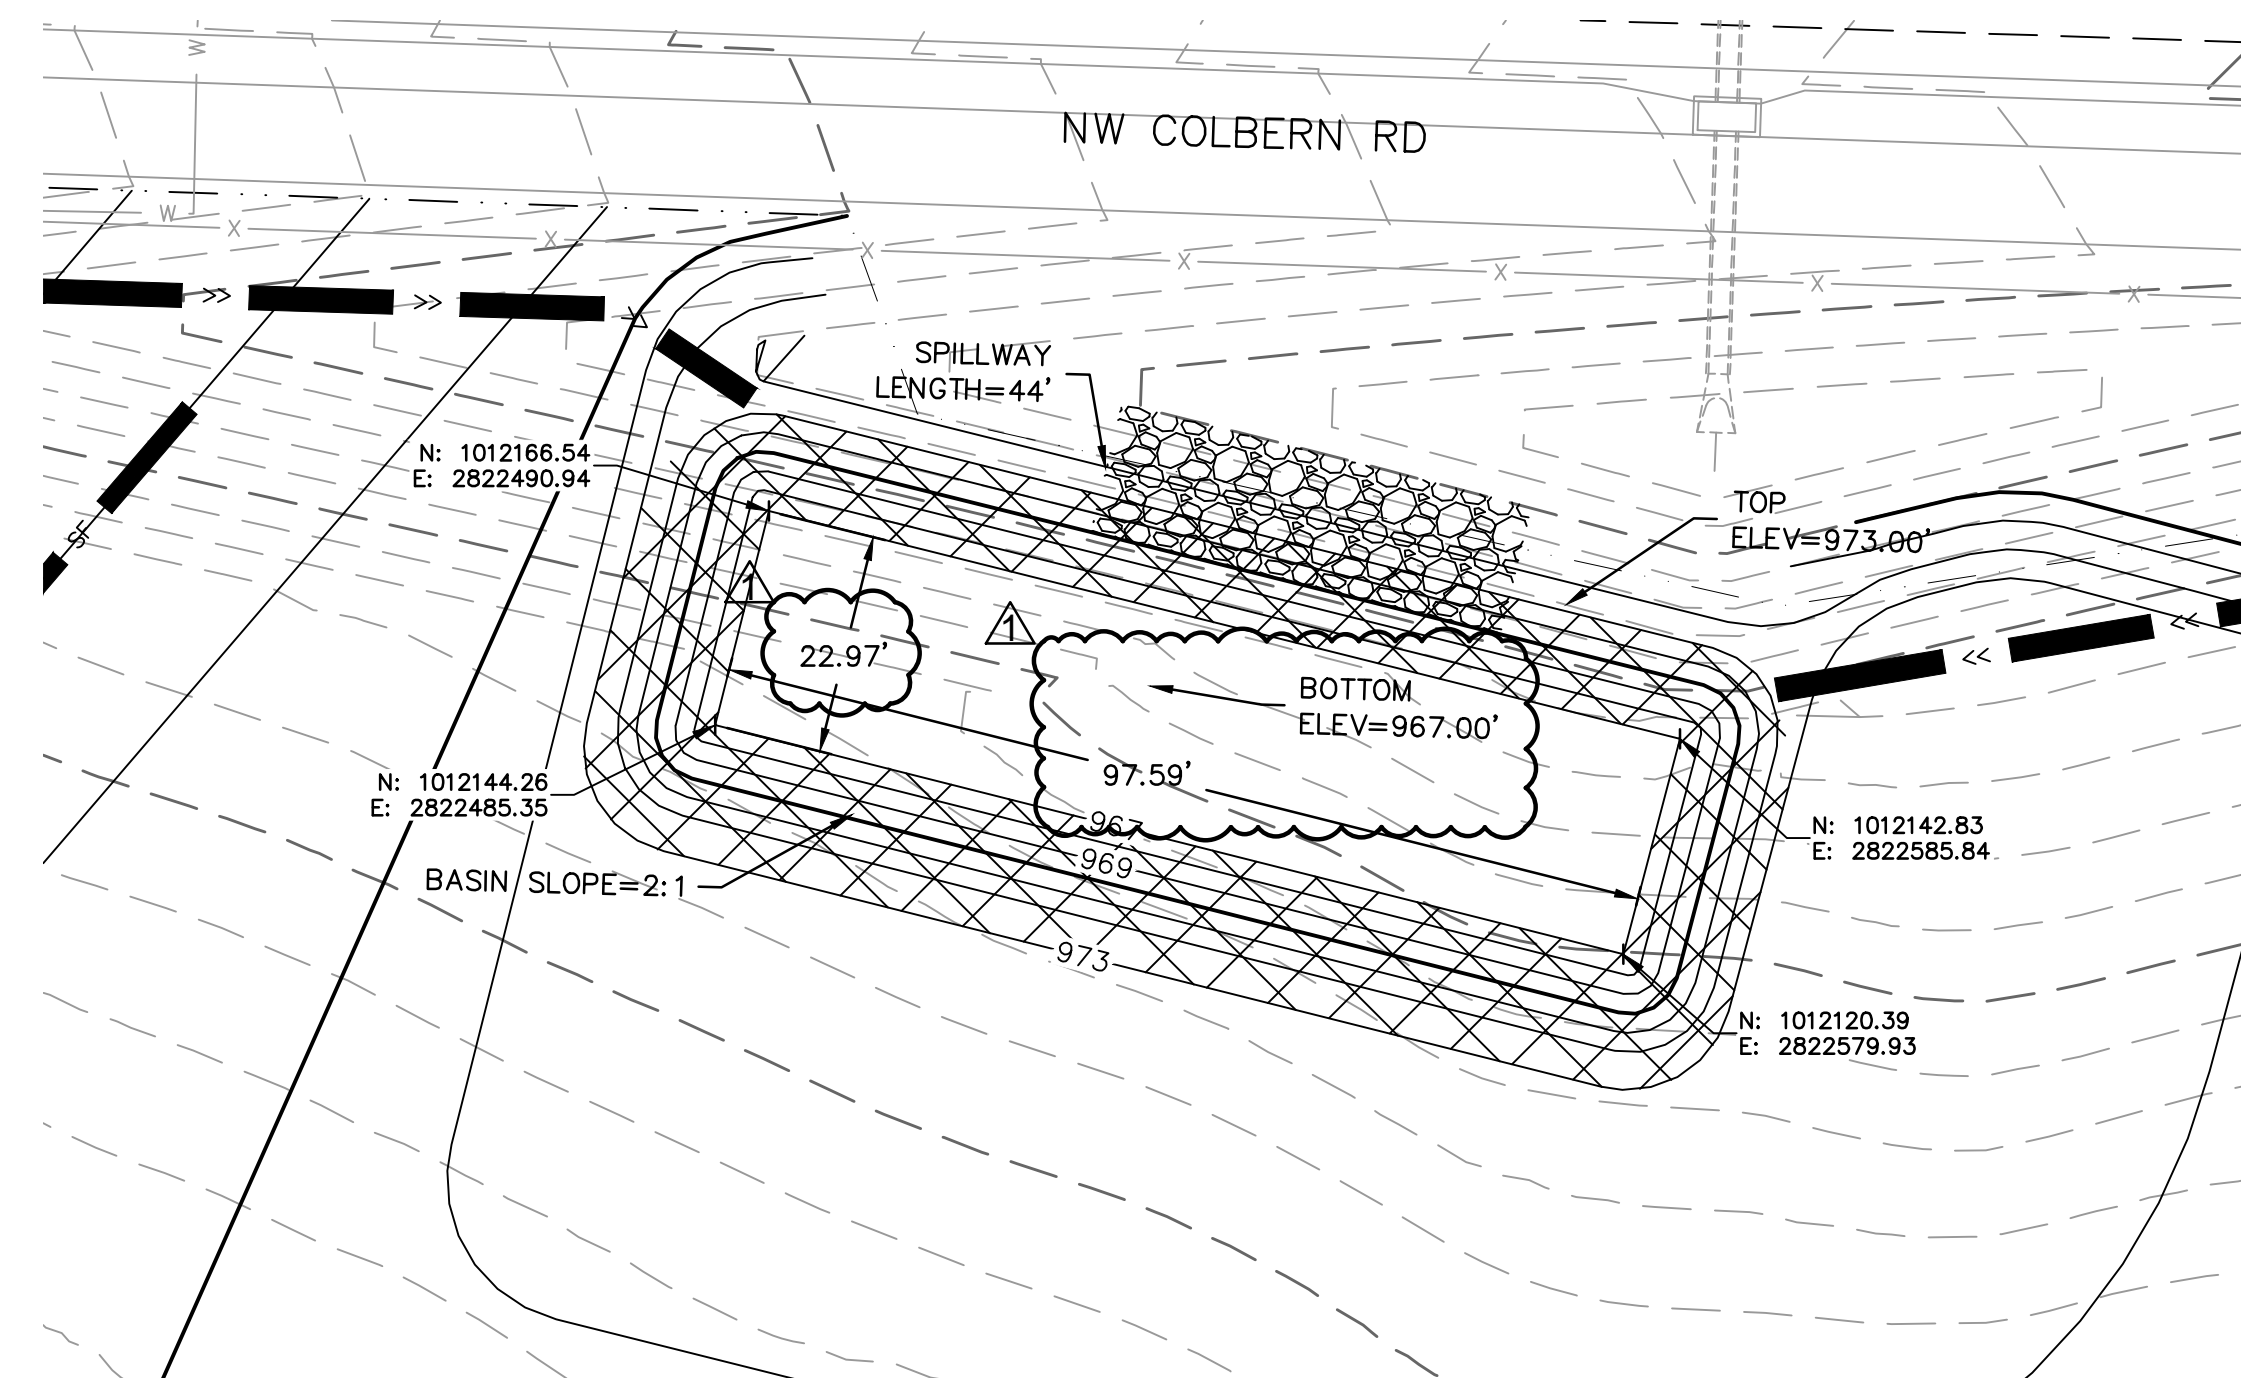 W
NW COLBERN RD
W
X
X
X
X
X
X
X
>>
>>
SPILLWAY
LENGTH=44'
N: 1012166.54
E: 2822490.94
TOP
ELEV=973.00'
SF
1
1
<<
<<
22.97'
BOTTOM
ELEV=967.00'
97.59'
N: 1012144.26
E: 2822485.35
967
969
973
N: 1012142.83
E: 2822585.84
BASIN SLOPE=2:1
N: 1012120.39
E: 2822579.93